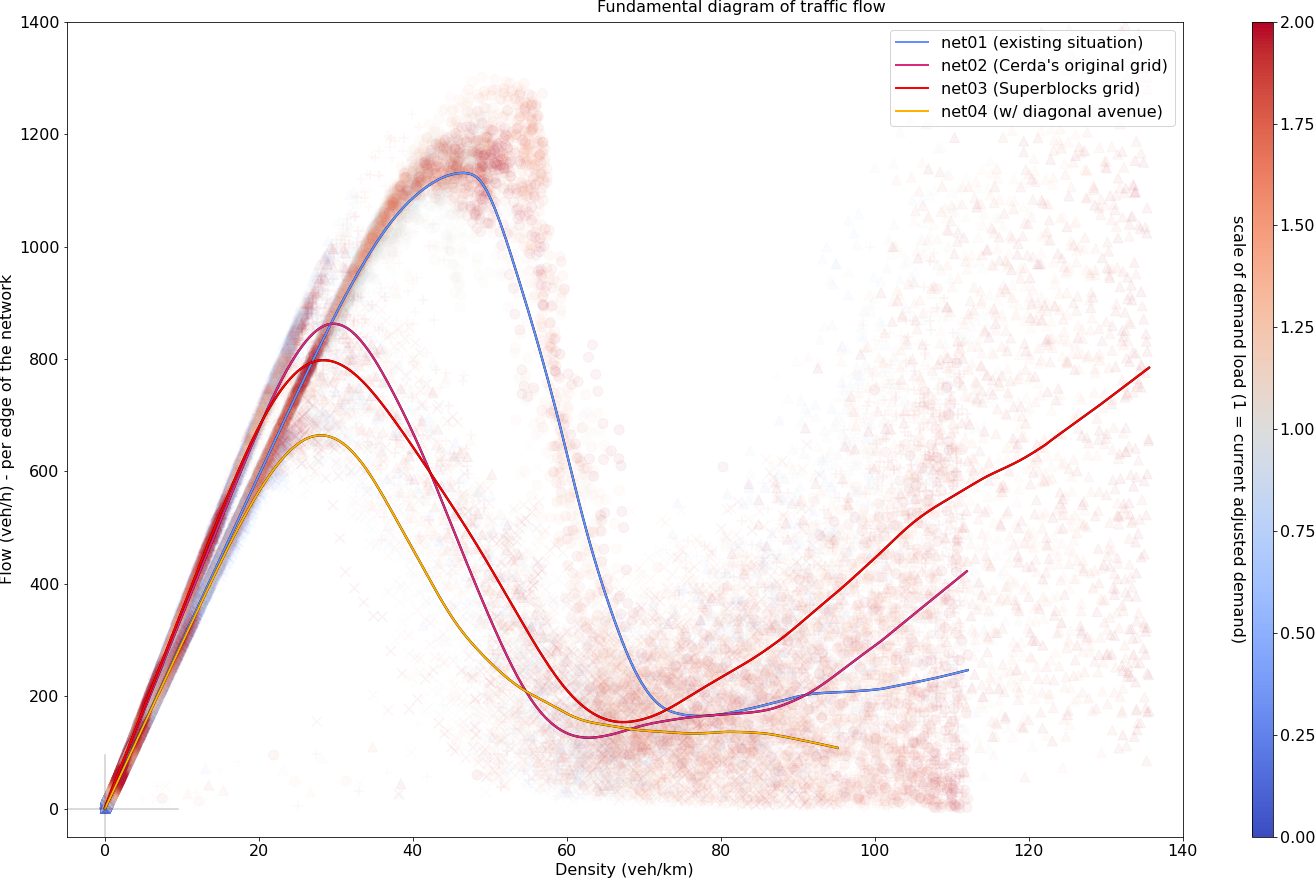 Fundamental diagram of traffic flow
1400
1200
1000
800
600
400
200
0
Flow (veh/h) - per edge of the network
net01 (existing situation)
net02 (Cerda's original grid)
net03 (Superblocks grid)
net04 (w/ diagonal avenue)
0 20 40 60 80 100 120 140
Density (veh/km)
2.00
1.75
1.50
1.25
1.00
0.75
0.50
0.25
0.00
scale of demand load (1 = current adjusted demand)